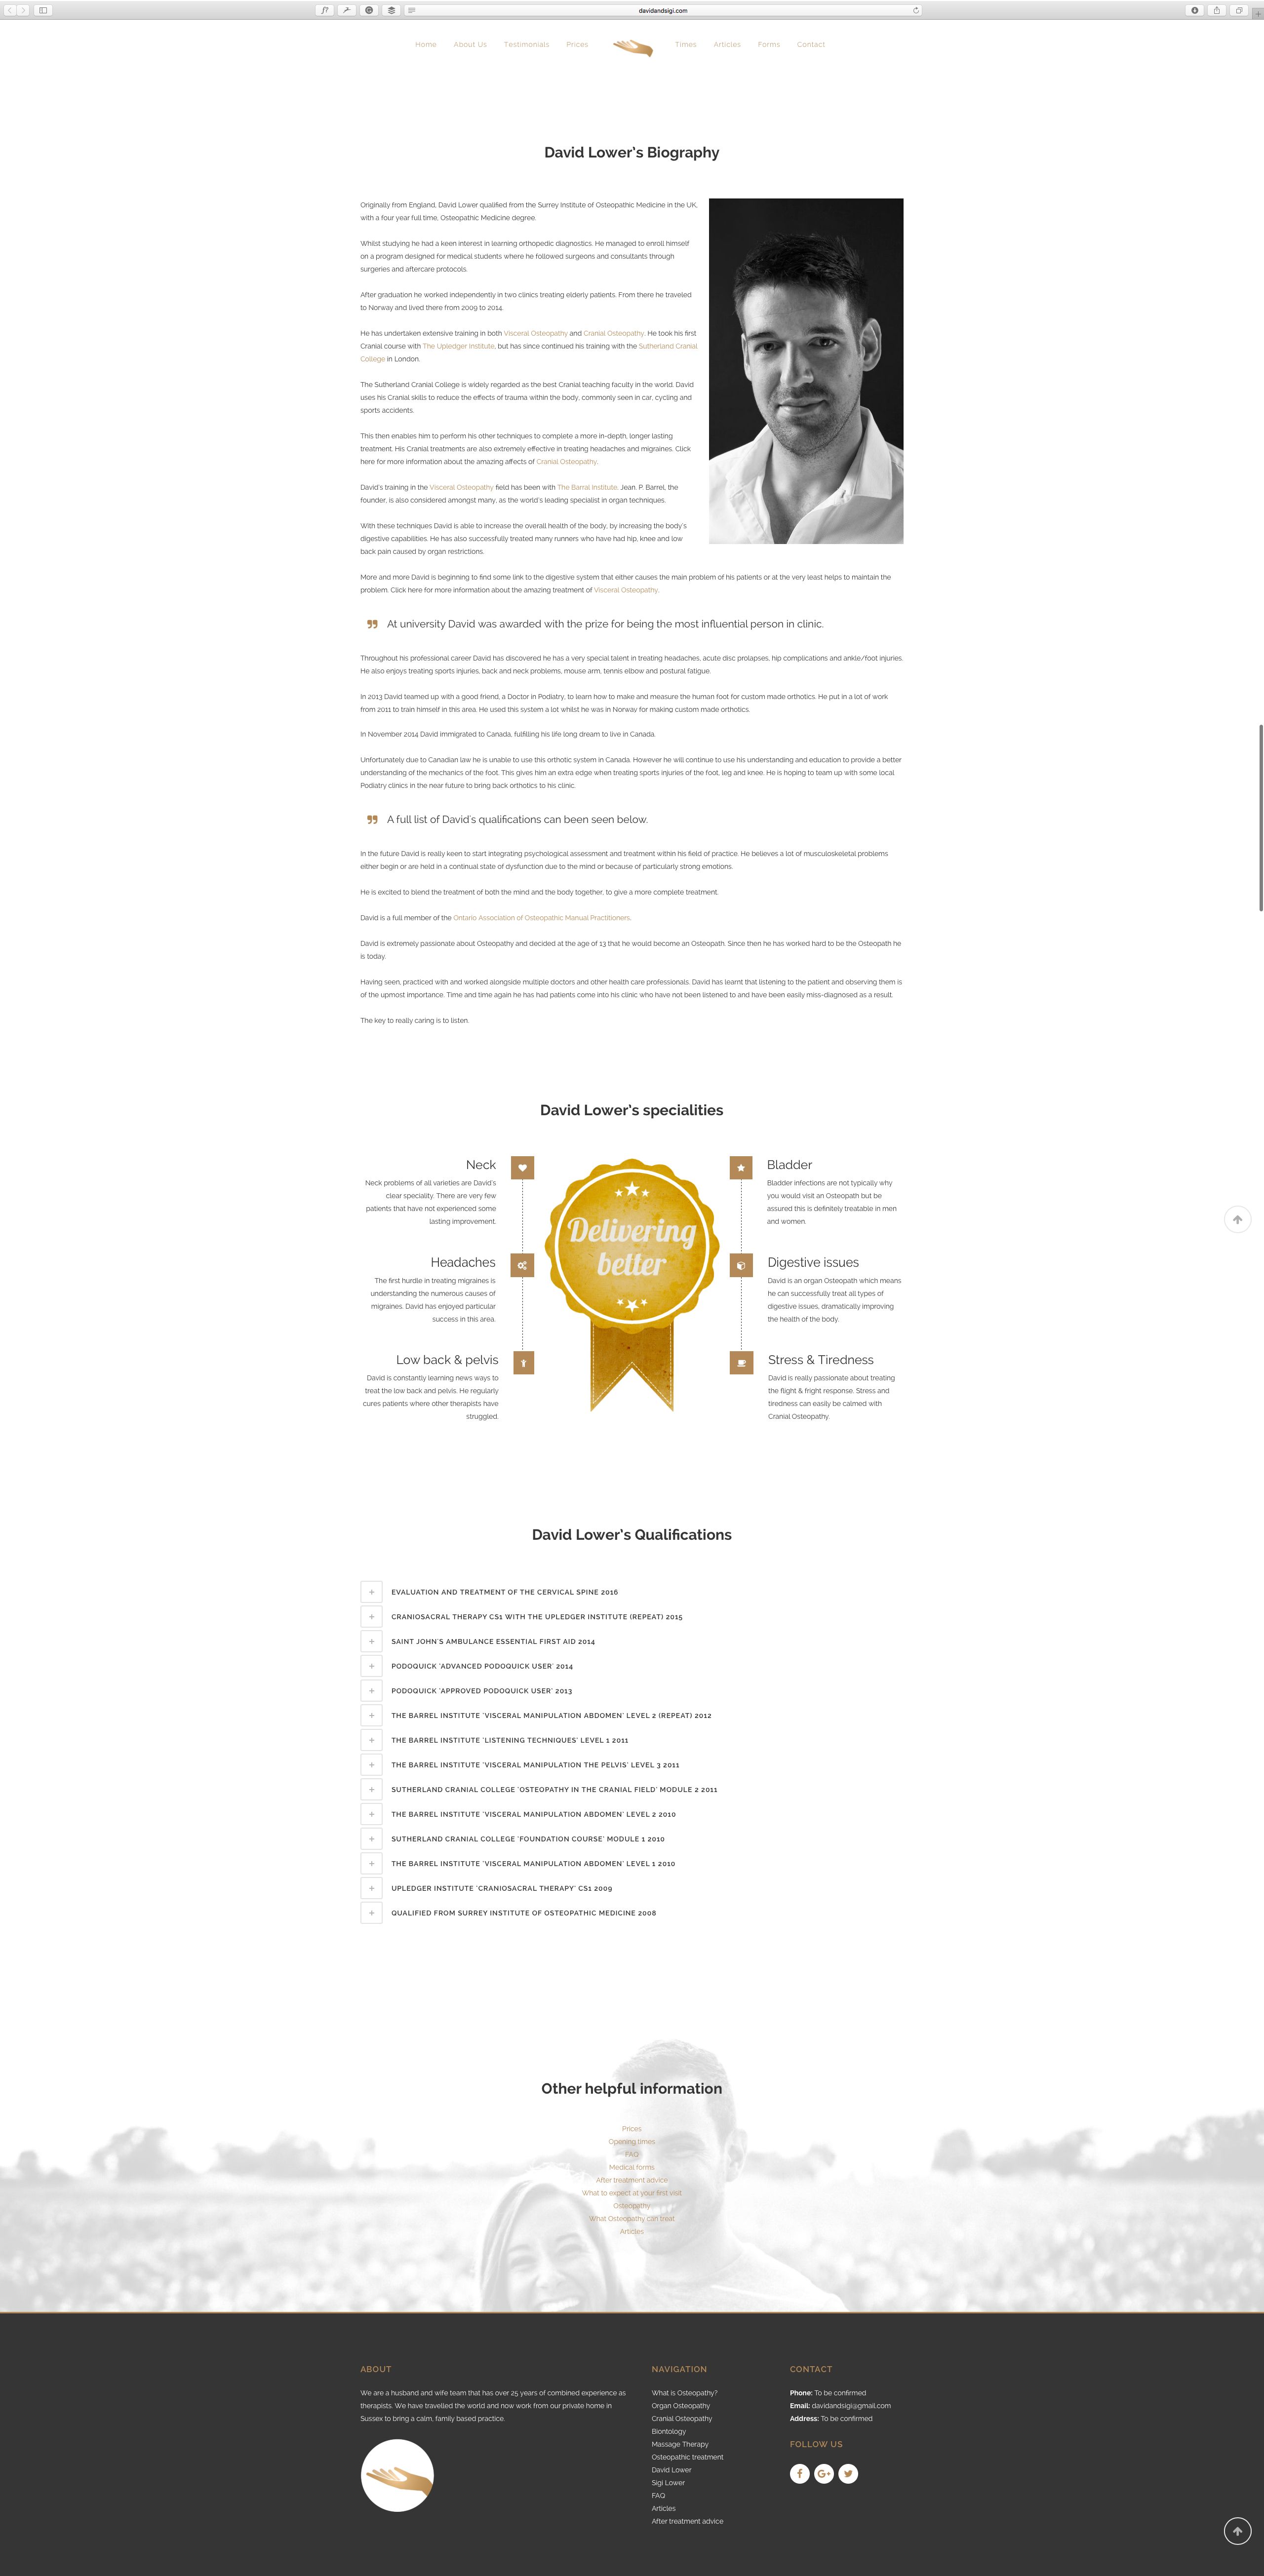 davidandsigi.com
Home About Us Testimonials Prices Times Articles Forms Contact
David Lower's Biography
Originally from England, David Lower qualified from the Surrey Institute of Osteopathic Medicine in the UK,
with a four year full time, Osteopathic Medicine degree.
Whilst studying he had a keen interest in learning orthopedic diagnostics. He managed to enroll himself
on a program designed for medical students where he followed surgeons and consultants through
surgeries and aftercare protocols.
After graduation he worked independently in two clinics treating elderly patients. From there he traveled
to Norway and lived there from 2009 to 2014.
He has undertaken extensive training in both Visceral Osteopathy and Cranial Osteopathy. He took his first
Cranial course with The Upledger Institute, but has since continued his training with the Sutherland Cranial
College in London.
The Sutherland Cranial College is widely regarded as the best Cranial teaching faculty in the world. David
uses his Cranial skills to reduce the effects of trauma within the body, commonly seen in car, cycling and
sports accidents.
This then enables him to perform his other techniques to complete a more in-depth, longer lasting
treatment. His Cranial treatments are also extremely effective in treating headaches and migraines. Click
here for more information about the amazing affects of Cranial Osteopathy.
David's training in the Visceral Osteopathy field has been with The Barral Institute. Jean. P. Barrel, the
founder, is also considered amongst many, as the world's leading specialist in organ techniques.
With these techniques David is able to increase the overall health of the body, by increasing the body's
digestive capabilities. He has also successfully treated many runners who have had hip, knee and low
back pain caused by organ restrictions.
More and more David is beginning to find some link to the digestive system that either causes the main problem of his patients or at the very least helps to maintain the
problem. Click here for more information about the amazing treatment of Visceral Osteopathy.
At university David was awarded with the prize for being the most influential person in clinic.
Throughout his professional career David has discovered he has a very special talent in treating headaches, acute disc prolapses, hip complications and ankle/foot injuries.
He also enjoys treating sports injuries, back and neck problems, mouse arm, tennis elbow and postural fatigue.
In 2013 David teamed up with a good friend, a Doctor in Podiatry, to learn how to make and measure the human foot for custom made orthotics. He put in a lot of work
from 2011 to train himself in this area. He used this system a lot whilst he was in Norway for making custom made orthotics.
In November 2014 David immigrated to Canada, fulfilling his life long dream to live in Canada.
Unfortunately due to Canadian law he is unable to use this orthotic system in Canada. However he will continue to use his understanding and education to provide a better
understanding of the mechanics of the foot. This gives him an extra edge when treating sports injuries of the foot, leg and knee. He is hoping to team up with some local
Podiatry clinics in the near future to bring back orthotics to his clinic.
A full list of David's qualifications can been seen below.
In the future David is really keen to start integrating psychological assessment and treatment within his field of practice. He believes a lot of musculoskeletal problems
either begin or are held in a continual state of dysfunction due to the mind or because of particularly strong emotions.
He is excited to blend the treatment of both the mind and the body together, to give a more complete treatment.
David is a full member of the Ontario Association of Osteopathic Manual Practitioners.
David is extremely passionate about Osteopathy and decided at the age of 13 that he would become an Osteopath. Since then he has worked hard to be the Osteopath he
is today.
Having seen, practiced with and worked alongside multiple doctors and other health care professionals. David has learnt that listening to the patient and observing them is
of the upmost importance. Time and time again he has had patients come into his clinic who have not been listened to and have been easily miss-diagnosed as a result.
The key to really caring is to listen.
David Lower's specialities
Neck
Neck problems of all varieties are David's
clear speciality. There are very few
patients that have not experienced some
lasting improvement.
Headaches
The first hurdle in treating migraines is
understanding the numerous causes of
migraines. David has enjoyed particular
success in this area.
Low back & pelvis
David is constantly learning news ways to
treat the low back and pelvis. He regularly
cures patients where other therapists have
struggled.
Delivering
better
Bladder
Bladder infections are not typically why
you would visit an Osteopath but be
assured this is definitely treatable in men
and women.
Digestive issues
David is an organ Osteopath which means
he can successfully treat all types of
digestive issues, dramatically improving
the health of the body.
Stress & Tiredness
David is really passionate about treating
the flight & fright response. Stress and
tiredness can easily be calmed with
Cranial Osteopathy.
David Lower's Qualifications
EVALUATION AND TREATMENT OF THE CERVICAL SPINE 2016
CRANIOSACRAL THERAPY CS1 WITH THE UPLEDGER INSTITUTE (REPEAT) 2015
SAINT JOHN'S AMBULANCE ESSENTIAL FIRST AID 2014
PODOQUICK 'ADVANCED PODOQUICK USER' 2014
PODOQUICK 'APPROVED PODOQUICK USER' 2013
THE BARREL INSTITUTE 'VISCERAL MANIPULATION ABDOMEN' LEVEL 2 (REPEAT) 2012
THE BARREL INSTITUTE 'LISTENING TECHNIQUES' LEVEL 1 2011
THE BARREL INSTITUTE 'VISCERAL MANIPULATION THE PELVIS' LEVEL 3 2011
SUTHERLAND CRANIAL COLLEGE 'OSTEOPATHY IN THE CRANIAL FIELD' MODULE 2 2011
THE BARREL INSTITUTE 'VISCERAL MANIPULATION ABDOMEN' LEVEL 2 2010
SUTHERLAND CRANIAL COLLEGE 'FOUNDATION COURSE' MODULE 1 2010
THE BARREL INSTITUTE 'VISCERAL MANIPULATION ABDOMEN' LEVEL 1 2010
UPLEDGER INSTITUTE 'CRANIOSACRAL THERAPY' CS1 2009
QUALIFIED FROM SURREY INSTITUTE OF OSTEOPATHIC MEDICINE 2008
Other helpful information
Prices
Opening times
FAQ
Medical forms
After treatment advice
What to expect at your first visit
Osteopathy
What Osteopathy can treat
Articles
ABOUT
We are a husband and wife team that has over 25 years of combined experience as
therapists. We have travelled the world and now work from our private home in
Sussex to bring a calm, family based practice.
NAVIGATION
What is Osteopathy?
Organ Osteopathy
Cranial Osteopathy
Biontology
Massage Therapy
Osteopathic treatment
David Lower
Sigi Lower
FAQ
Articles
After treatment advice
CONTACT
Phone: To be confirmed
Email: davidandsigi@gmail.com
Address: To be confirmed
FOLLOW US